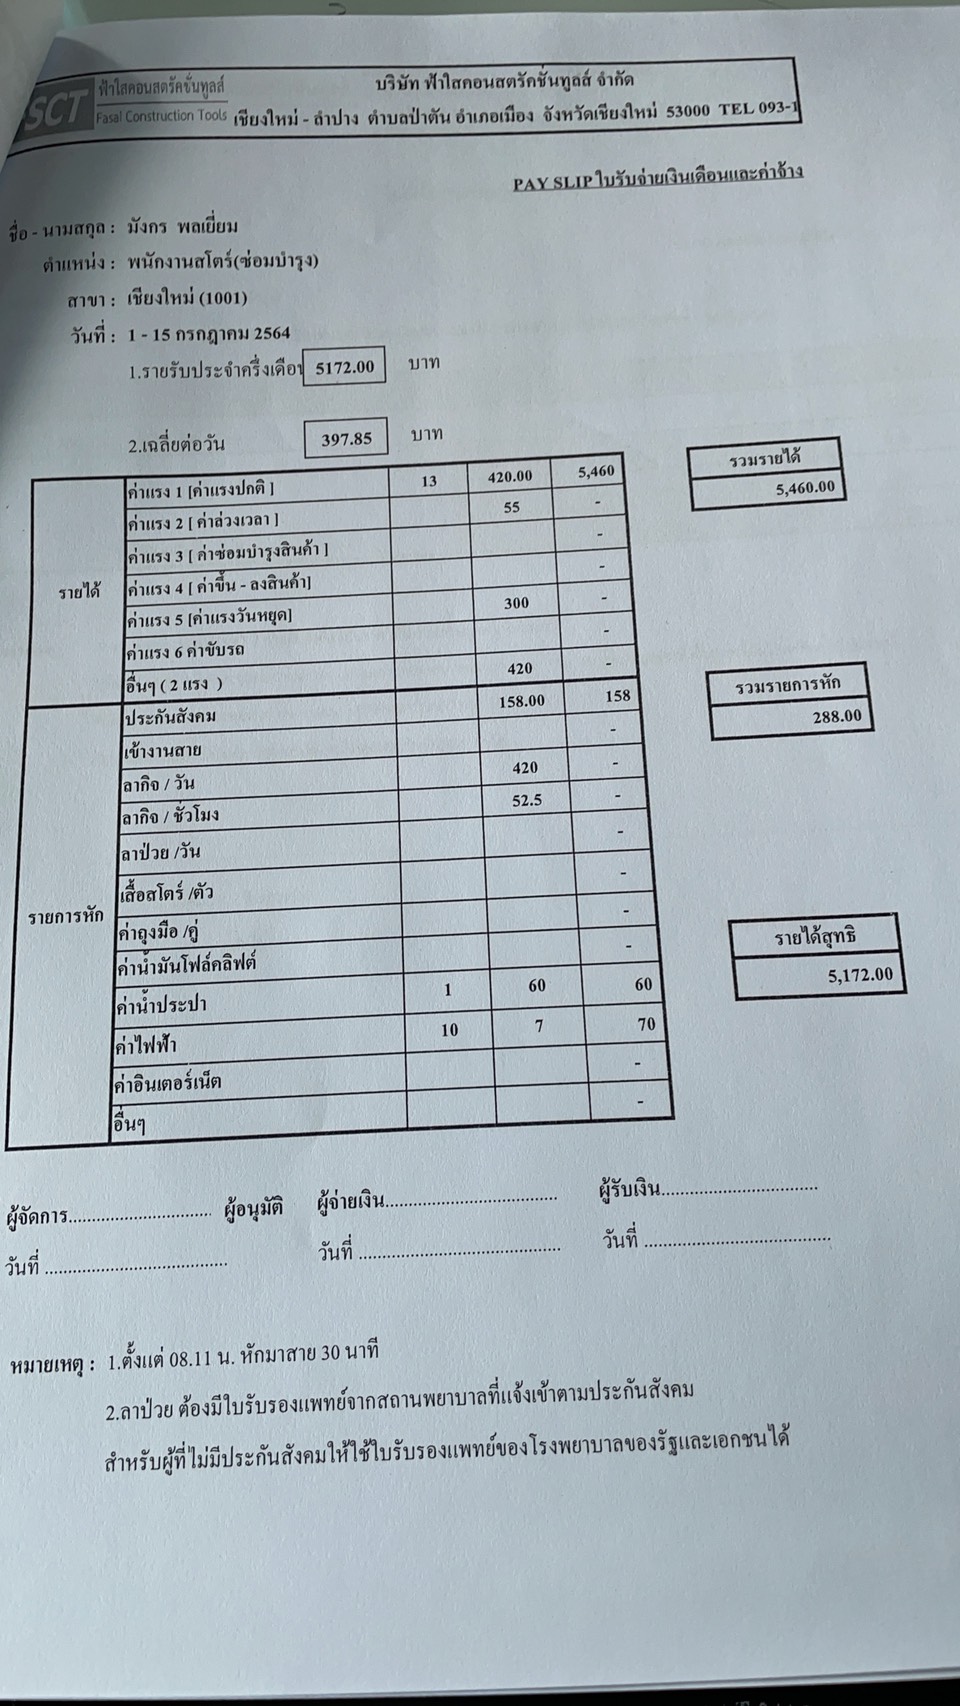 SCT ฟ้าใสคอนสตรัคชั่นทูลส์
Fasai Construction Tools
บริษัท ฟ้าใสคอนสตรัคชั่นทูลส์ จำกัด
เชียงใหม่ - ลำปาง ตำบลป่าตัน อำเภอเมือง จังหวัดเชียงใหม่ 53000 TEL 093-1
PAY SLIP ใบรับจ่ายเงินเดือนและค่าจ้าง
ชื่อ - นามสกุล : มังกร พลเยี่ยม
ตำแหน่ง : พนักงานสโตร์(ซ่อมบำรุง)
สาขา : เชียงใหม่ (1001)
วันที่ : 1 - 15 กรกฎาคม 2564
1.รายรับประจำครึ่งเดือน 5172.00 บาท
2.เฉลี่ยต่อวัน 397.85 บาท
รายได้
ค่าแรง 1 [ค่าแรงปกติ ] 13 420.00 5,460
ค่าแรง 2 [ ค่าล่วงเวลา ] 55 -
ค่าแรง 3 [ ค่าซ่อมบำรุงสินค้า ] -
ค่าแรง 4 [ ค่าขึ้น - ลงสินค้า] -
ค่าแรง 5 [ค่าแรงวันหยุด] 300 -
ค่าแรง 6 ค่าขับรถ -
อื่นๆ ( 2 แรง ) 420 -
รวมรายได้
5,460.00
รายการหัก
ประกันสังคม 158.00 158
เข้างานสาย -
ลากิจ / วัน 420 -
ลากิจ / ชั่วโมง 52.5 -
ลาป่วย /วัน -
เสื้อสโตร์ /ตัว -
ค่าถุงมือ /คู่ -
ค่าน้ำมันโฟล์คลิฟต์ -
ค่าน้ำประปา 1 60 60
ค่าไฟฟ้า 10 7 70
ค่าอินเตอร์เน็ต -
อื่นๆ -
รวมรายการหัก
288.00
รายได้สุทธิ
5,172.00
ผู้จัดการ.............................. ผู้อนุมัติ ผู้จ่ายเงิน.................................... ผู้รับเงิน.................................
วันที่ ....................................... วันที่ ........................................... วันที่ .......................................
หมายเหตุ : 1.ตั้งแต่ 08.11 น. หักมาสาย 30 นาที
2.ลาป่วย ต้องมีใบรับรองแพทย์จากสถานพยาบาลที่แจ้งเข้าตามประกันสังคม
สำหรับผู้ที่ไม่มีประกันสังคมให้ใช้ใบรับรองแพทย์ของโรงพยาบาลของรัฐและเอกชนได้